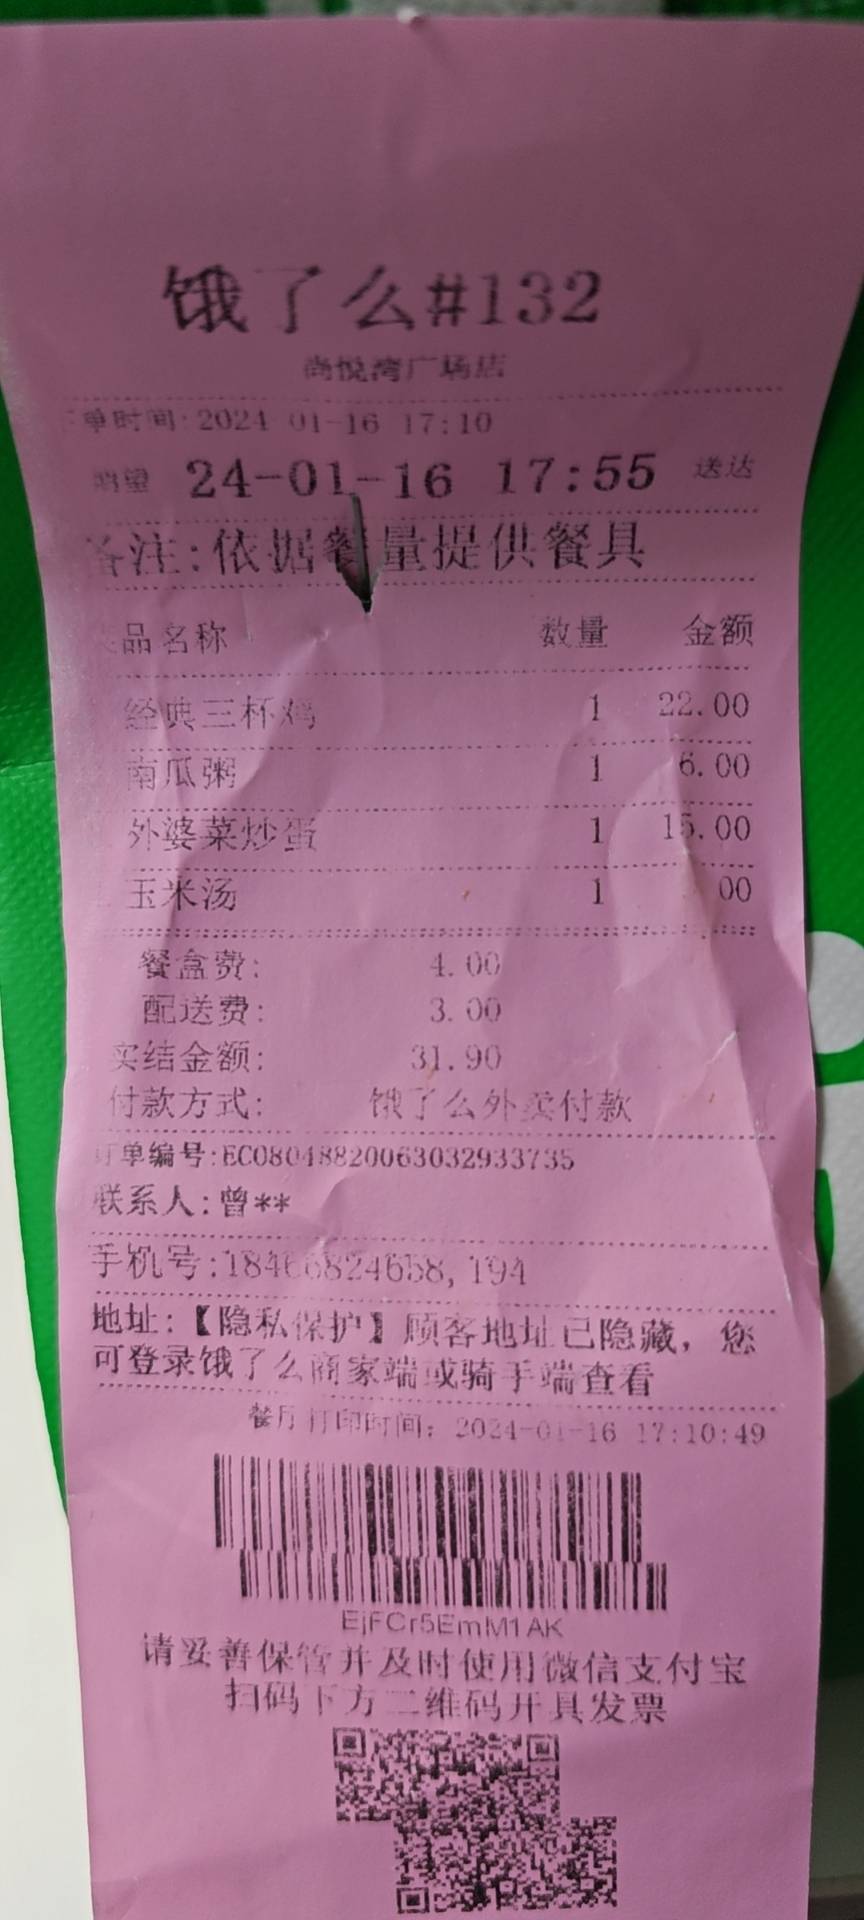 饿了么#132
尚悦湾广场店
单时间:2024-01-16 17:10
期望 24-01-16 17:55 送达
备注:依据餐量提供餐具
品名称 数量 金额
经典三杯鸡 1 22.00
南瓜粥 1 6.00
外婆菜炒蛋 1 15.00
玉米汤 1 00
餐盒费: 4.00
配送费: 3.00
实结金额: 31.90
付款方式: 饿了么外卖付款
订单编号:
联系人:曾**
手机号:
地址:【隐私保护】顾客地址已隐藏,您
可登录饿了么商家端或骑手端查看
餐厅打印时间: 2024-01-16 17:10:49
EjFCr5EmM1AK
请妥善保管并及时使用微信支付宝
扫码下方二维码开具发票